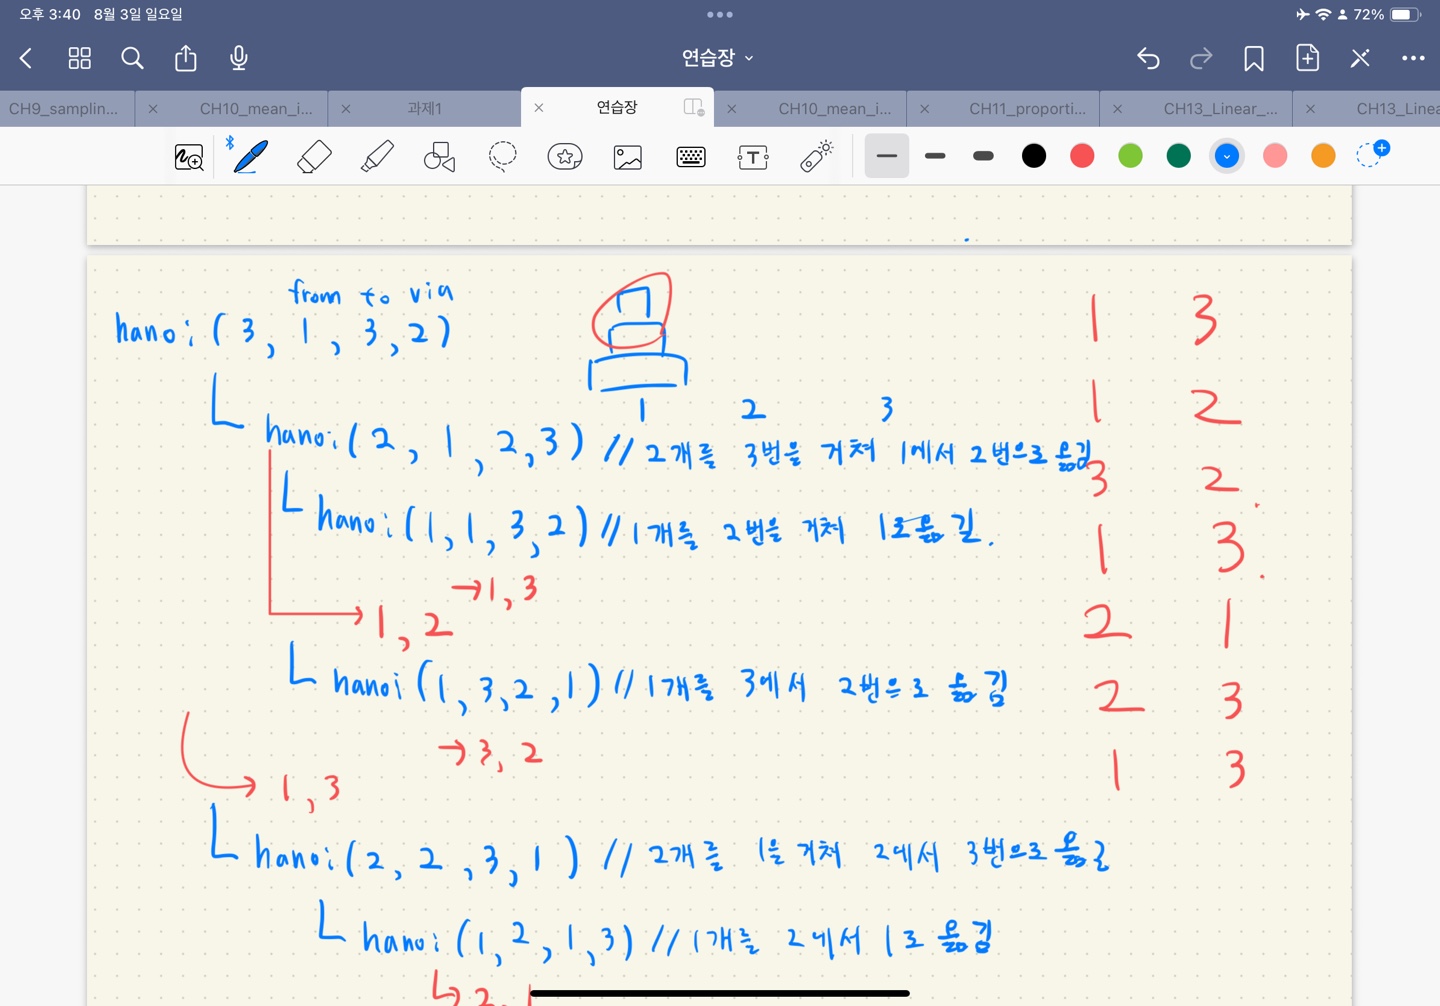 오후 3:40 8월 3일 일요일
72%
연습장
CH9_samplin...
CH10_mean_i...
과제1
연습장
CH10_mean_i...
CH11_proporti...
CH13_Linear_...
CH13_Linea
T
from to via
hanoi(3, 1, 3, 2)
1 2 3
hanoi(2, 1, 2, 3) // 2개를 3번을 거쳐 1에서 2번으로 옮김
hanoi(1, 1, 3, 2) // 1개를 2번을 거쳐 1로 옮김.
→1, 3
1, 2
hanoi(1, 3, 2, 1) // 1개를 3에서 2번으로 옮김
→3, 2
1, 3
hanoi(2, 2, 3, 1) // 2개를 1을 거쳐 2에서 3번으로
hanoi(1, 2, 1, 3) // 1개를 2에서 1로 옮김
2, 1
1 3
1 2
3 2
1 3
2 1
2 3
1 3